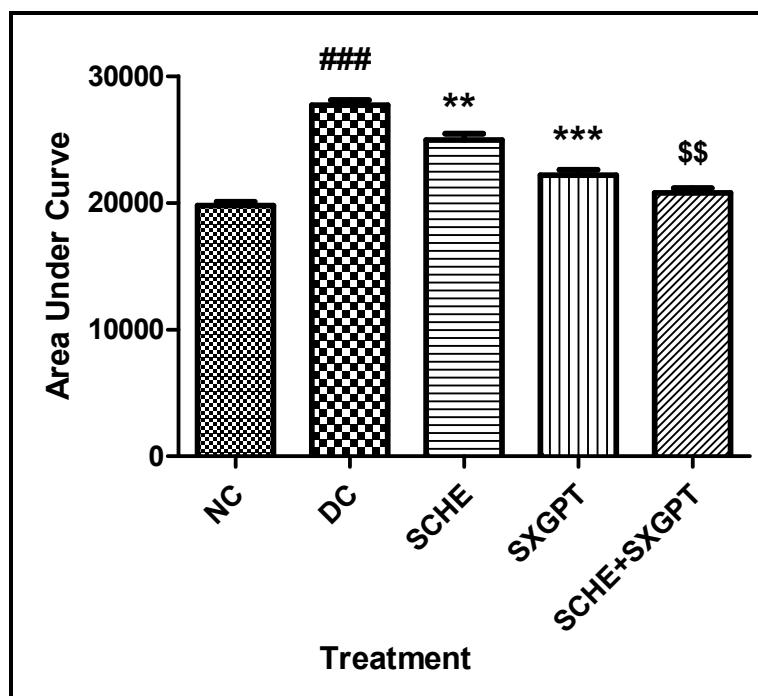 ###
30000
**
***
$$
20000
10000
0
Area Under Curve
NC
DC
SCHE
SXGPT
SCHE+SXGPT
Treatment